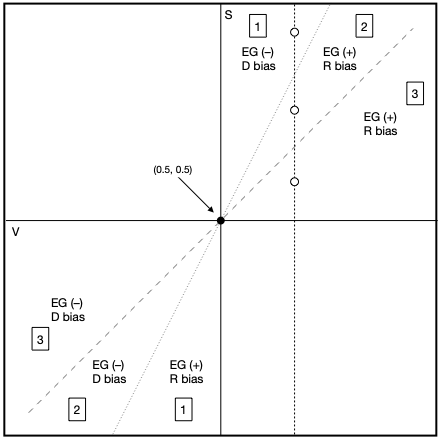 S
1
2
EG (–)
D bias
EG (+)
R bias
3
EG (+)
R bias
(0.5, 0.5)
V
EG (–)
D bias
3
EG (–)
D bias
EG (+)
R bias
2
1